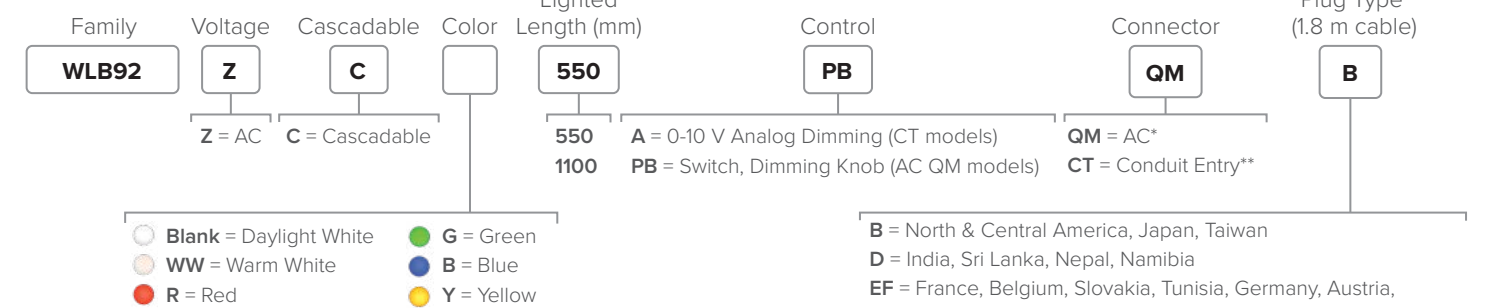 Lighted
Plug Type
Family Voltage Cascadable Color Length (mm) Control Connector (1.8 m cable)
WLB92 Z C 550 PB QM B
Z = AC C = Cascadable 550 A = 0-10 V Analog Dimming (CT models) QM = AC*
1100 PB = Switch, Dimming Knob (AC QM models) CT = Conduit Entry**
Blank = Daylight White G = Green
WW = Warm White B = Blue
R = Red Y = Yellow
B = North & Central America, Japan, Taiwan
D = India, Sri Lanka, Nepal, Namibia
EF = France, Belgium, Slovakia, Tunisia, Germany, Austria,